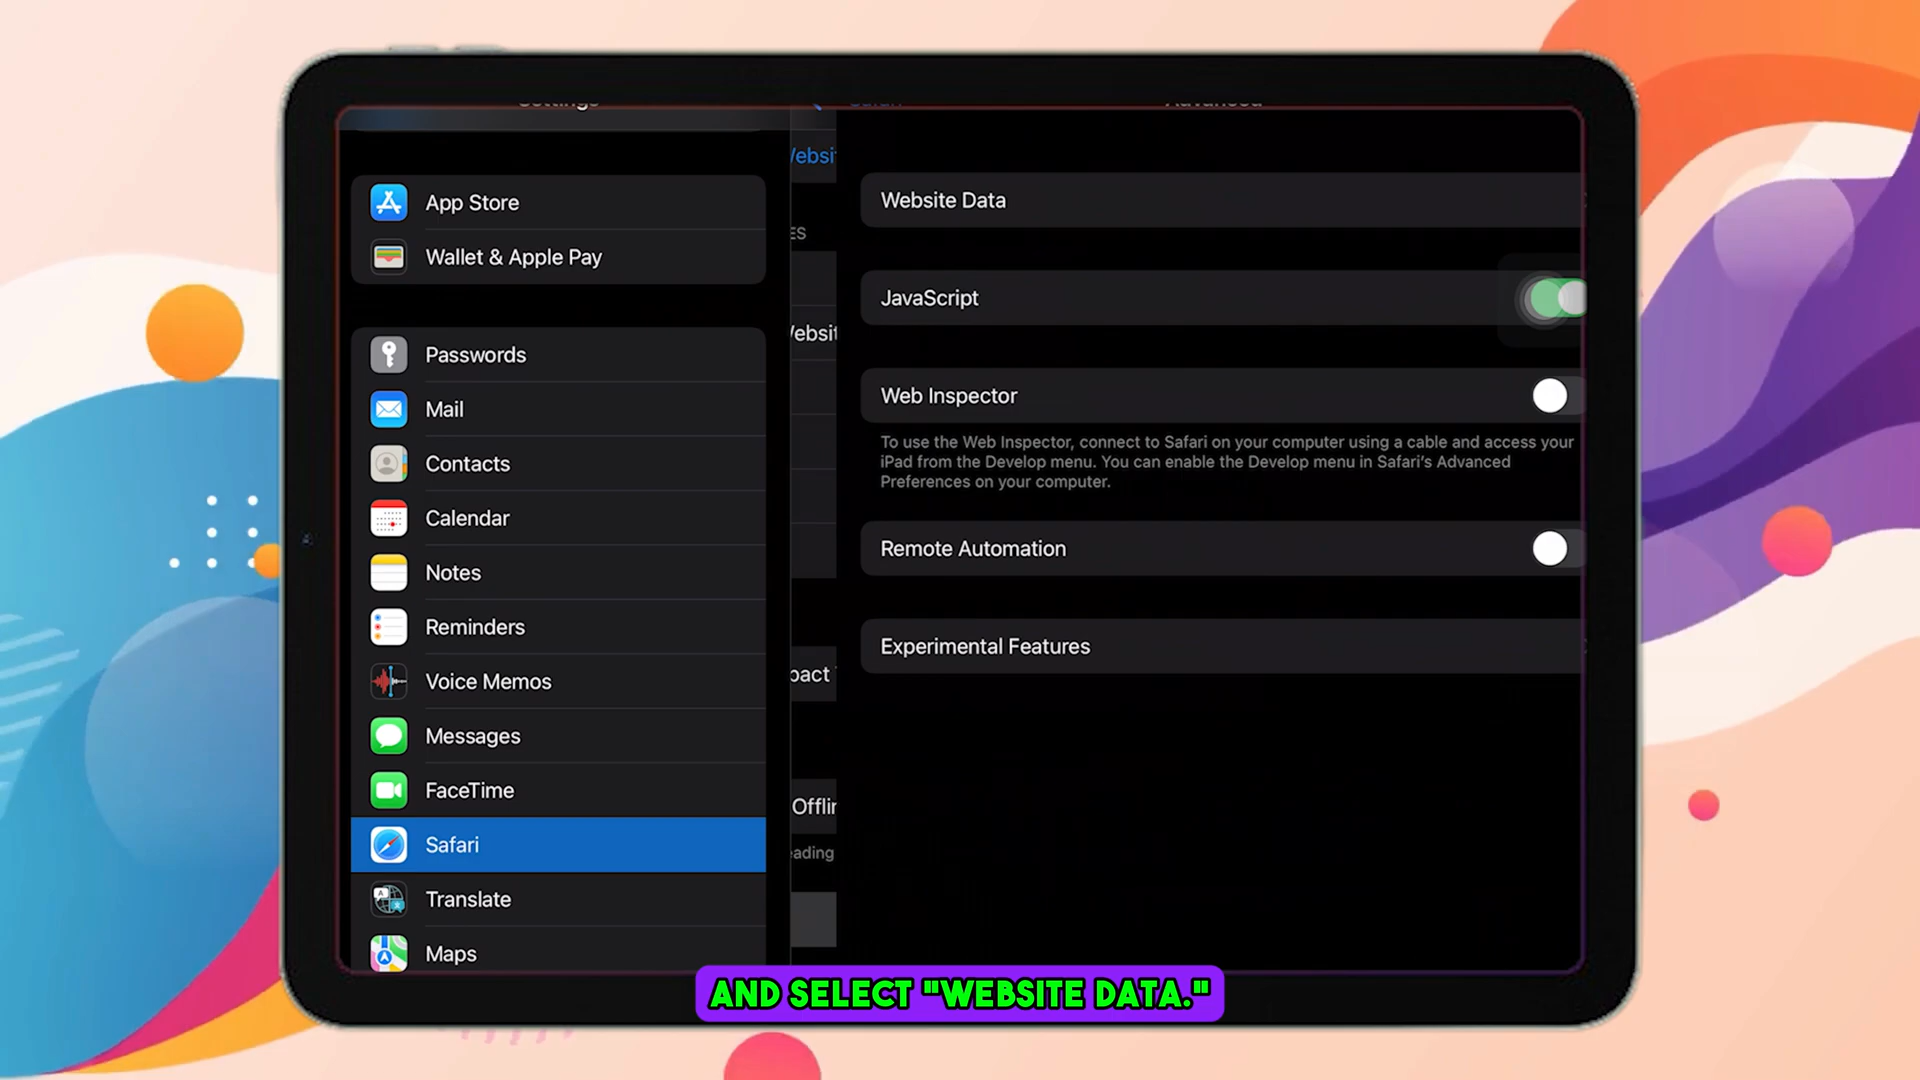 Settings
Safari
Advanced
App Store
Wallet & Apple Pay
Passwords
Mail
Contacts
Calendar
Notes
Reminders
Voice Memos
Messages
FaceTime
Safari
Translate
Maps
Website Data
JavaScript
Web Inspector
To use the Web Inspector, connect to Safari on your computer using a cable and access your
iPad from the Develop menu. You can enable the Develop menu in Safari's Advanced
Preferences on your computer.
Remote Automation
Experimental Features
AND SELECT "WEBSITE DATA."